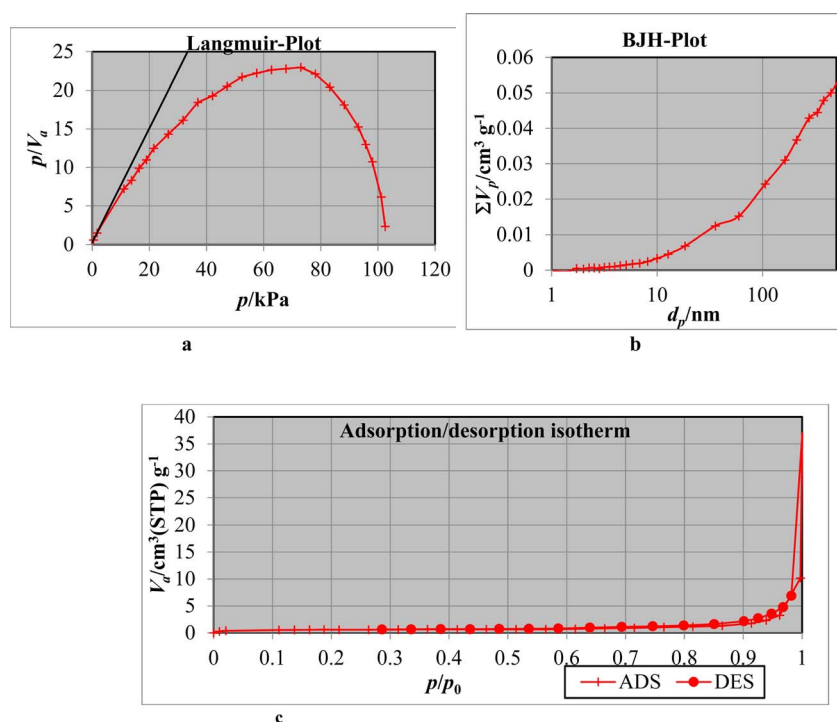 Langmuir-Plot
25
20
15
10
5
0
p/Va
0 20 40 60 80 100 120
p/kPa
a
BJH-Plot
0.06
0.05
0.04
0.03
0.02
0.01
0
ΣVp/cm³ g⁻¹
1 10 100
dp/nm
b
Adsorption/desorption isotherm
40
35
30
25
20
15
10
5
0
Va/cm³(STP) g⁻¹
0 0.1 0.2 0.3 0.4 0.5 0.6 0.7 0.8 0.9 1
p/p0
ADS DES
c